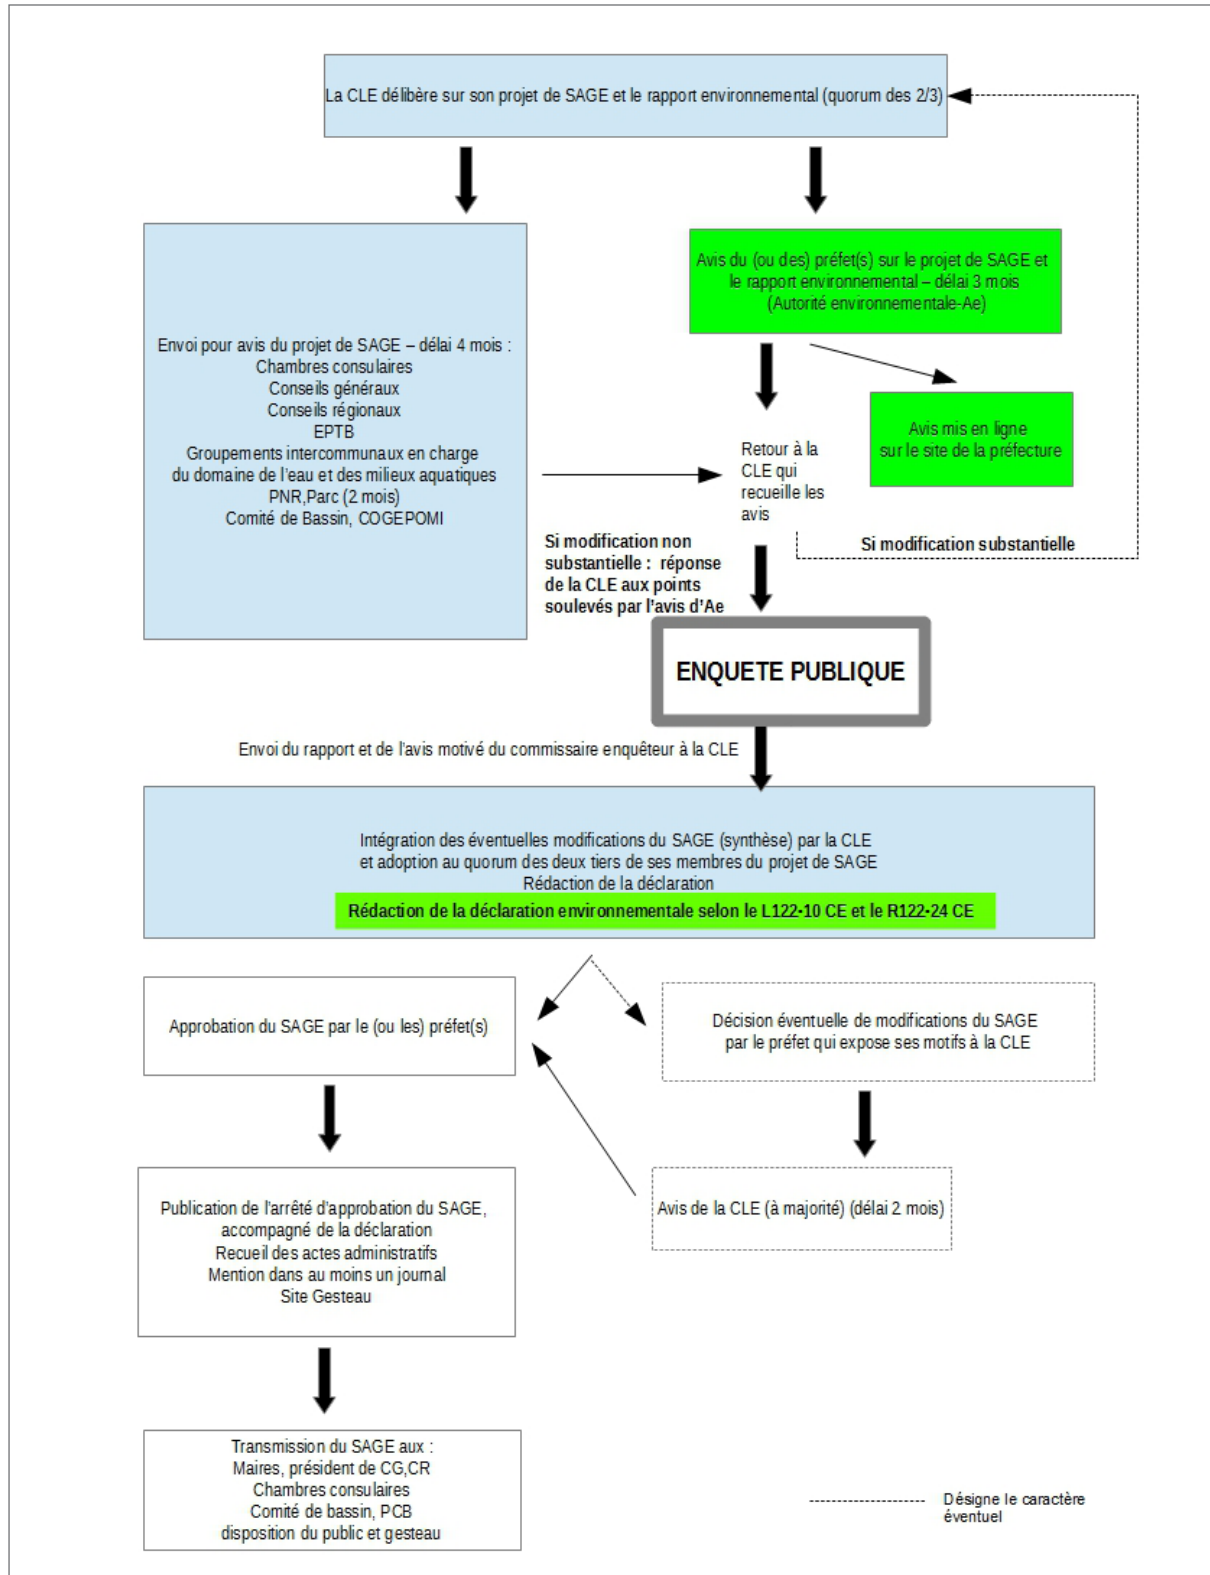 La CLE délibère sur son projet de SAGE et le rapport environnemental (quorum des 2/3)
Envoi pour avis du projet de SAGE – délai 4 mois :
Chambres consulaires
Conseils généraux
Conseils régionaux
EPTB
Groupements intercommunaux en charge
du domaine de l'eau et des milieux aquatiques
PNR,Parc (2 mois)
Comité de Bassin, COGEPOMI
Avis du (ou des) préfet(s) sur le projet de SAGE et
le rapport environnemental – délai 3 mois
(Autorité environnementale-Ae)
Avis mis en ligne
sur le site de la préfecture
Retour à la
CLE qui
recueille les
avis
Si modification substantielle
Si modification non
substantielle : réponse
de la CLE aux points
soulevés par l'avis d'Ae
ENQUETE PUBLIQUE
Envoi du rapport et de l'avis motivé du commissaire enquêteur à la CLE
Intégration des éventuelles modifications du SAGE (synthèse) par la CLE
et adoption au quorum des deux tiers de ses membres du projet de SAGE
Rédaction de la déclaration
Rédaction de la déclaration environnementale selon le L122-10 CE et le R122-24 CE
Approbation du SAGE par le (ou les) préfet(s)
Décision éventuelle de modifications du SAGE
par le préfet qui expose ses motifs à la CLE
Publication de l'arrêté d'approbation du SAGE,
accompagné de la déclaration
Recueil des actes administratifs
Mention dans au moins un journal
Site Gesteau
Avis de la CLE (à majorité) (délai 2 mois)
Transmission du SAGE aux :
Maires, président de CG,CR
Chambres consulaires
Comité de bassin, PCB
disposition du public et gesteau
Désigne le caractère
éventuel